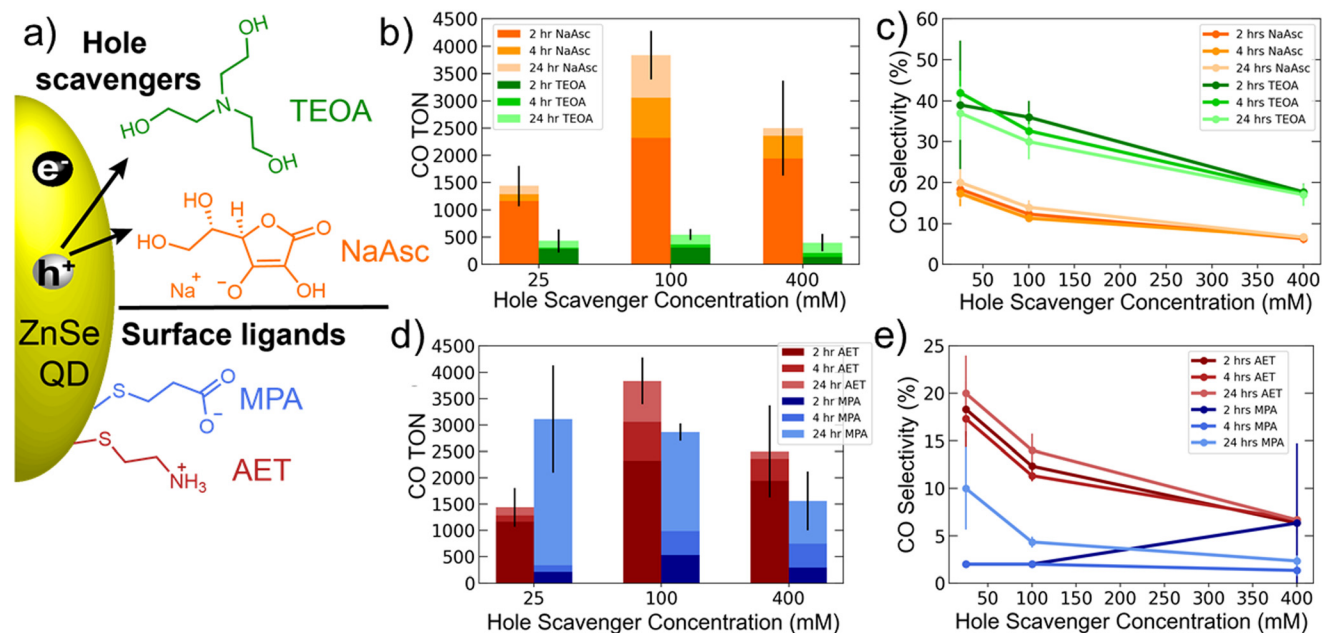 a)
Hole
scavengers
OH
HO
N
OH
TEOA
e-
h+
HO
H
O
O
HO
Na+
-O
OH
NaAsc
ZnSe
QD
Surface ligands
S
O
O-
MPA
S
+
NH3
AET
b)
4500
4000
3500
3000
2500
2000
1500
1000
500
0
CO TON
2 hr NaAsc
4 hr NaAsc
24 hr NaAsc
2 hr TEOA
4 hr TEOA
24 hr TEOA
25
100
400
Hole Scavenger Concentration (mM)
c)
60
50
40
30
20
10
0
CO Selectivity (%)
2 hrs NaAsc
4 hrs NaAsc
24 hrs NaAsc
2 hrs TEOA
4 hrs TEOA
24 hrs TEOA
50 100 150 200 250 300 350 400
Hole Scavenger Concentration (mM)
d)
4500
4000
3500
3000
2500
2000
1500
1000
500
0
CO TON
2 hr AET
4 hr AET
24 hr AET
2 hr MPA
4 hr MPA
24 hr MPA
25
100
400
Hole Scavenger Concentration (mM)
e)
25
20
15
10
5
0
CO Selectivity (%)
2 hrs AET
4 hrs AET
24 hrs AET
2 hrs MPA
4 hrs MPA
24 hrs MPA
50 100 150 200 250 300 350 400
Hole Scavenger Concentration (mM)